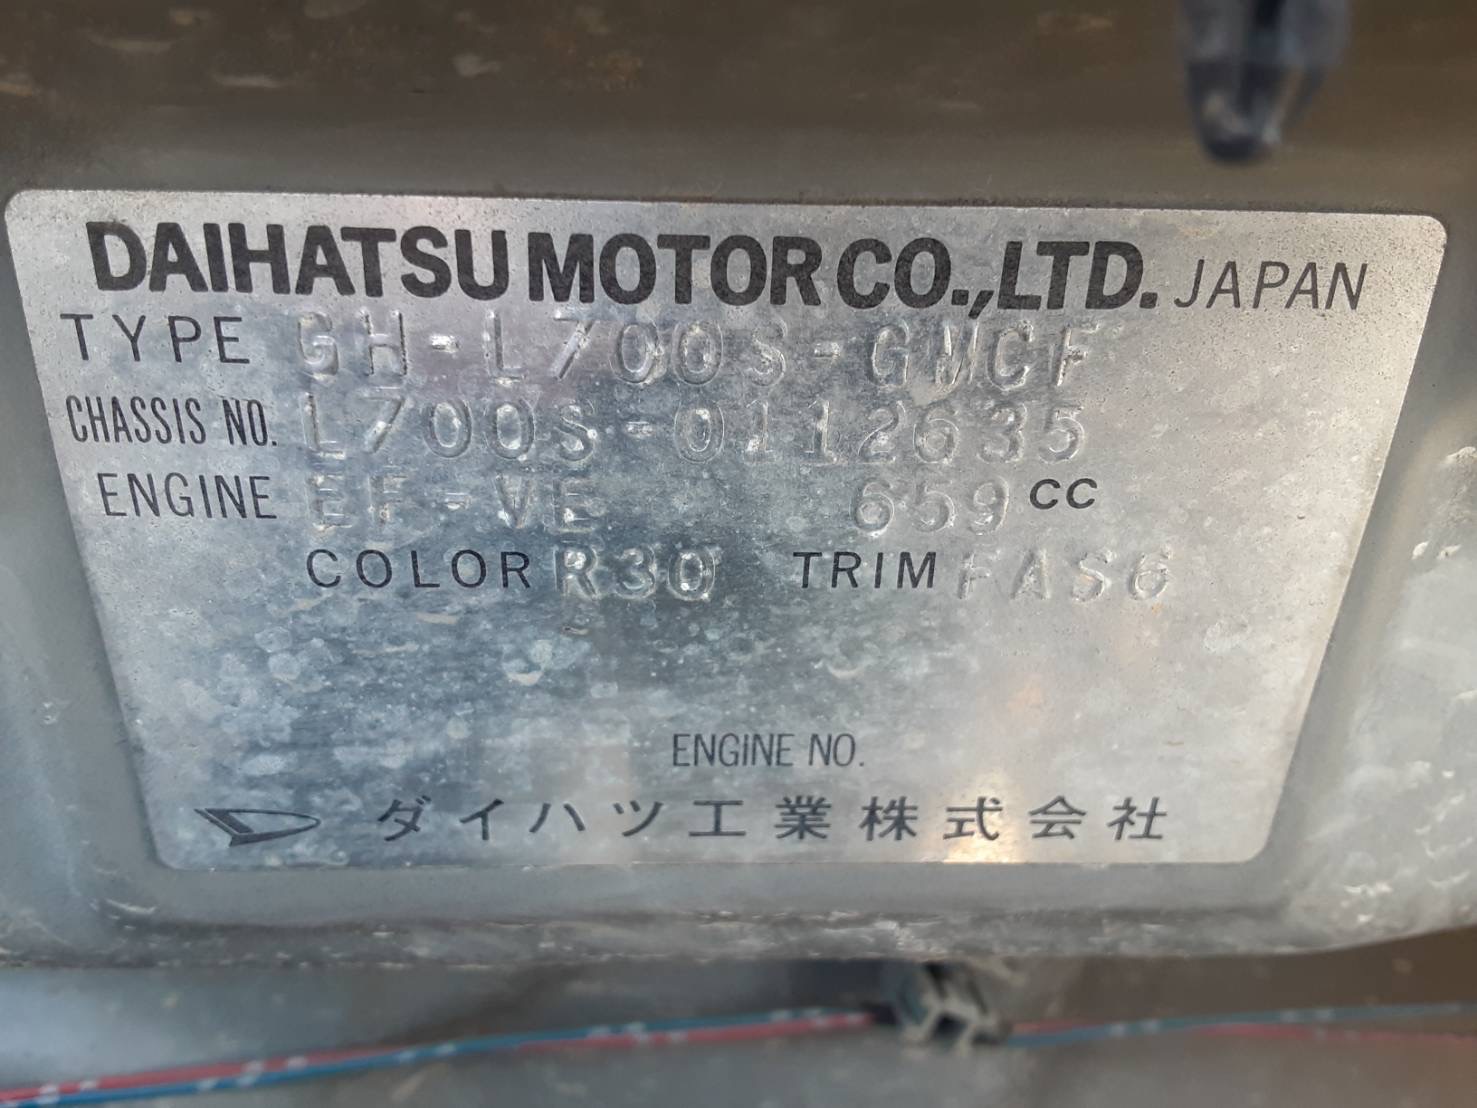 DAIHATSU MOTOR CO.,LTD. JAPAN
TYPE GH-L700S-GMCF
CHASSIS NO. L700S-0112635
ENGINE EF-VE 659 CC
COLOR R30 TRIM FAS6
ENGINE NO.
ダイハツ工業株式会社